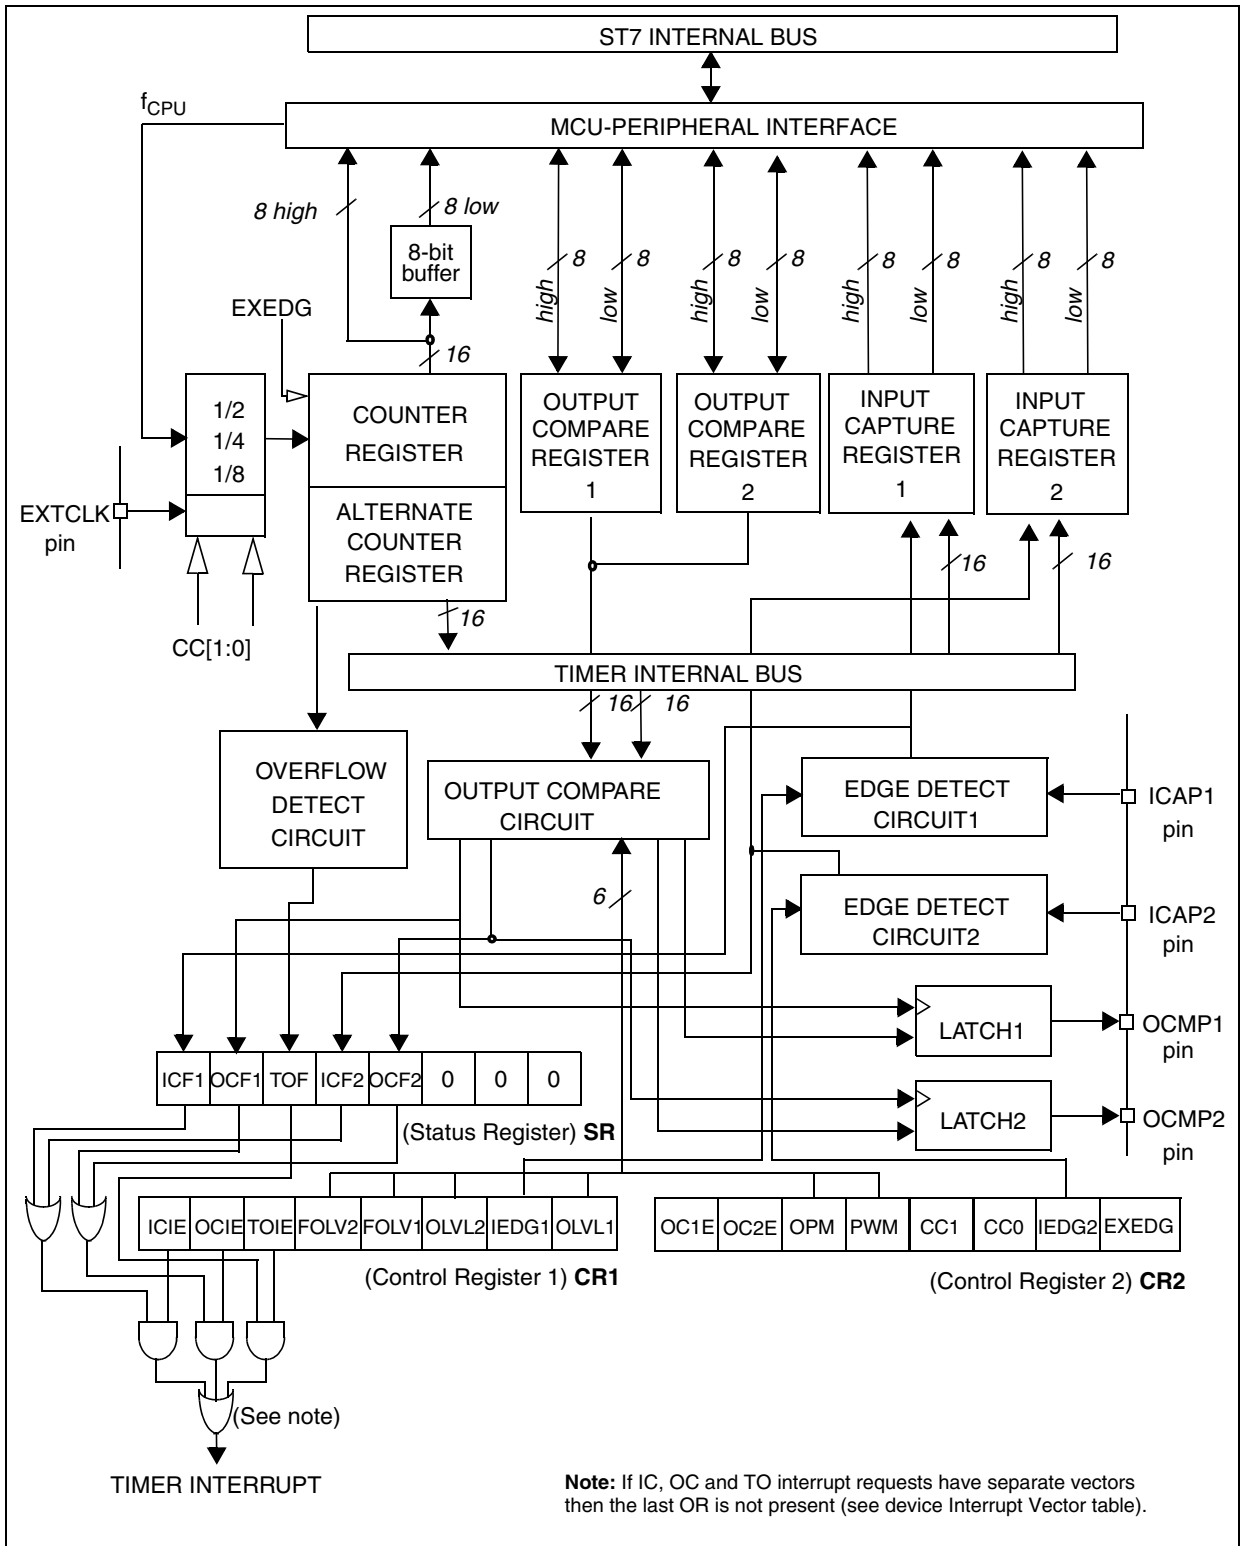 ST7 INTERNAL BUS
fCPU
MCU-PERIPHERAL INTERFACE
8 high
8 low
8-bit
buffer
high
8
low
8
high
8
low
8
high
8
low
8
high
8
low
8
EXEDG
16
1/2
1/4
1/8
COUNTER
REGISTER
ALTERNATE
COUNTER
REGISTER
OUTPUT
COMPARE
REGISTER
1
OUTPUT
COMPARE
REGISTER
2
INPUT
CAPTURE
REGISTER
1
INPUT
CAPTURE
REGISTER
2
EXTCLK
pin
CC[1:0]
16
16
16
TIMER INTERNAL BUS
16
16
OVERFLOW
DETECT
CIRCUIT
OUTPUT COMPARE
CIRCUIT
6
EDGE DETECT
CIRCUIT1
ICAP1
pin
EDGE DETECT
CIRCUIT2
ICAP2
pin
LATCH1
OCMP1
pin
LATCH2
OCMP2
pin
ICF1 OCF1 TOF ICF2 OCF2 0 0 0
(Status Register) SR
ICIE OCIE TOIE FOLV2 FOLV1 OLVL2 IEDG1 OLVL1
(Control Register 1) CR1
OC1E OC2E OPM PWM CC1 CC0 IEDG2 EXEDG
(Control Register 2) CR2
(See note)
TIMER INTERRUPT
Note: If IC, OC and TO interrupt requests have separate vectors
then the last OR is not present (see device Interrupt Vector table).